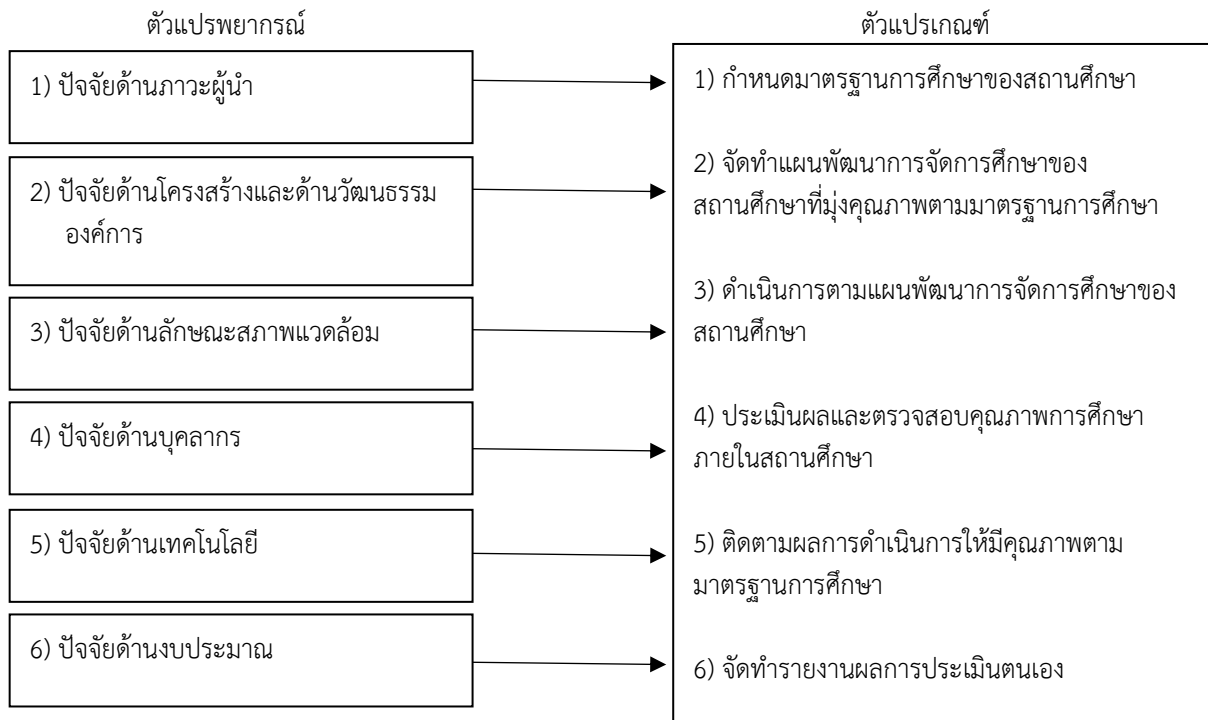 ตัวแปรพยากรณ์
1) ปัจจัยด้านภาวะผู้นำ
2) ปัจจัยด้านโครงสร้างและด้านวัฒนธรรม
องค์การ
3) ปัจจัยด้านลักษณะสภาพแวดล้อม
4) ปัจจัยด้านบุคลากร
5) ปัจจัยด้านเทคโนโลยี
6) ปัจจัยด้านงบประมาณ
ตัวแปรเกณฑ์
1) กำหนดมาตรฐานการศึกษาของสถานศึกษา
2) จัดทำแผนพัฒนาการจัดการศึกษาของ
สถานศึกษาที่มุ่งคุณภาพตามมาตรฐานการศึกษา
3) ดำเนินการตามแผนพัฒนาการจัดการศึกษาของ
สถานศึกษา
4) ประเมินผลและตรวจสอบคุณภาพการศึกษา
ภายในสถานศึกษา
5) ติดตามผลการดำเนินการให้มีคุณภาพตาม
มาตรฐานการศึกษา
6) จัดทำรายงานผลการประเมินตนเอง